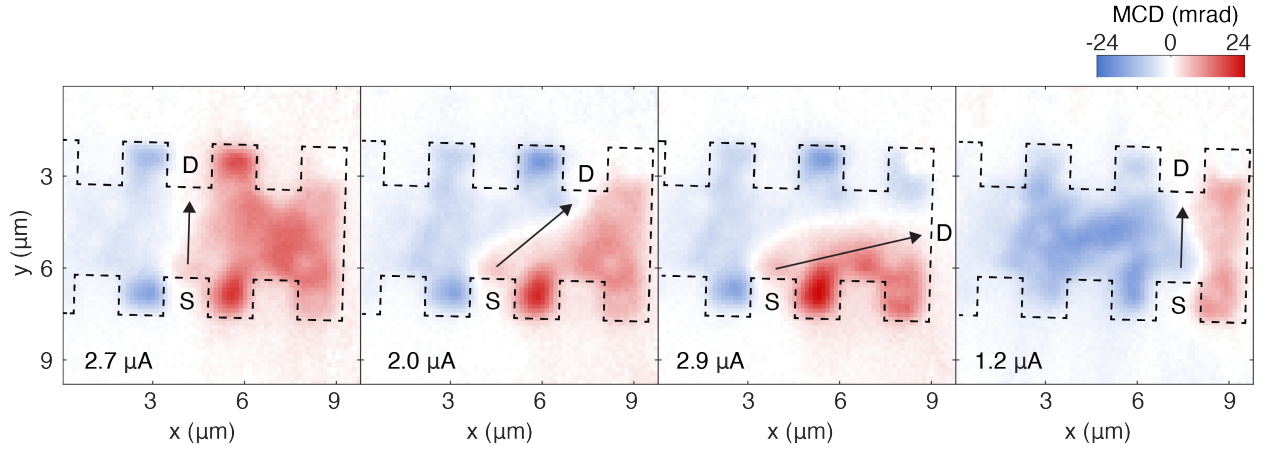 MCD (mrad)
-24 0 24
D
D
D
D
3
6
9
y (µm)
S
S
S
S
2.7 µA
2.0 µA
2.9 µA
1.2 µA
3 6 9 3 6 9 3 6 9 3 6 9
x (µm) x (µm) x (µm) x (µm)